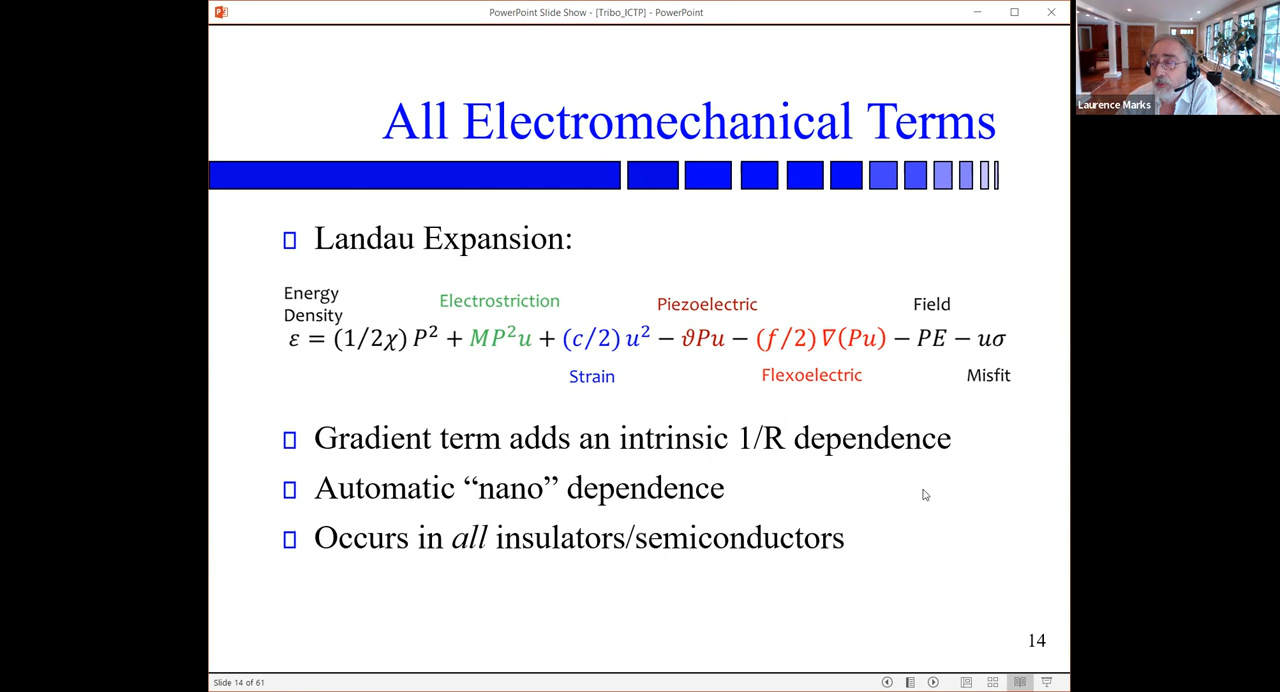 PowerPoint Slide Show - [Tribo_ICTP] - PowerPoint
Laurence Marks
All Electromechanical Terms
Landau Expansion:
Energy
Density
Electrostriction
Piezoelectric
Field
ε = (1/2χ) P² + MP²u + (c/2) u² − ϑPu − (f/2) ∇(Pu) − PE − uσ
Strain
Flexoelectric
Misfit
Gradient term adds an intrinsic 1/R dependence
Automatic “nano” dependence
Occurs in all insulators/semiconductors
14
Slide 14 of 61